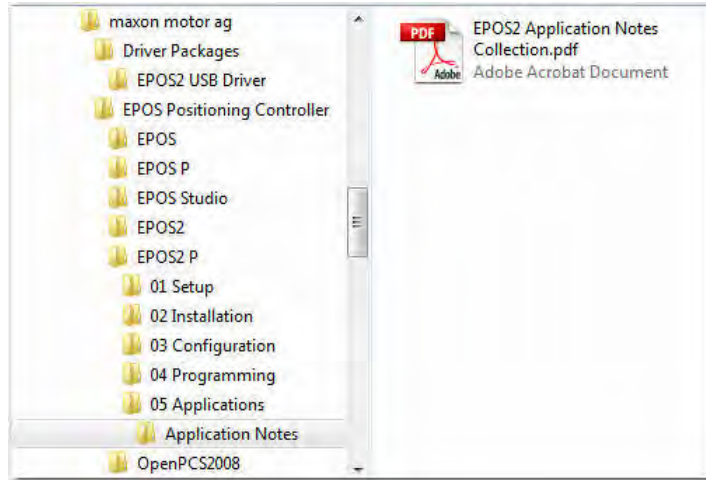 maxon motor ag
Driver Packages
EPOS2 USB Driver
EPOS Positioning Controller
EPOS
EPOS P
EPOS Studio
EPOS2
EPOS2 P
01 Setup
02 Installation
03 Configuration
04 Programming
05 Applications
Application Notes
OpenPCS2008
PDF
Adobe
EPOS2 Application Notes
Collection.pdf
Adobe Acrobat Document